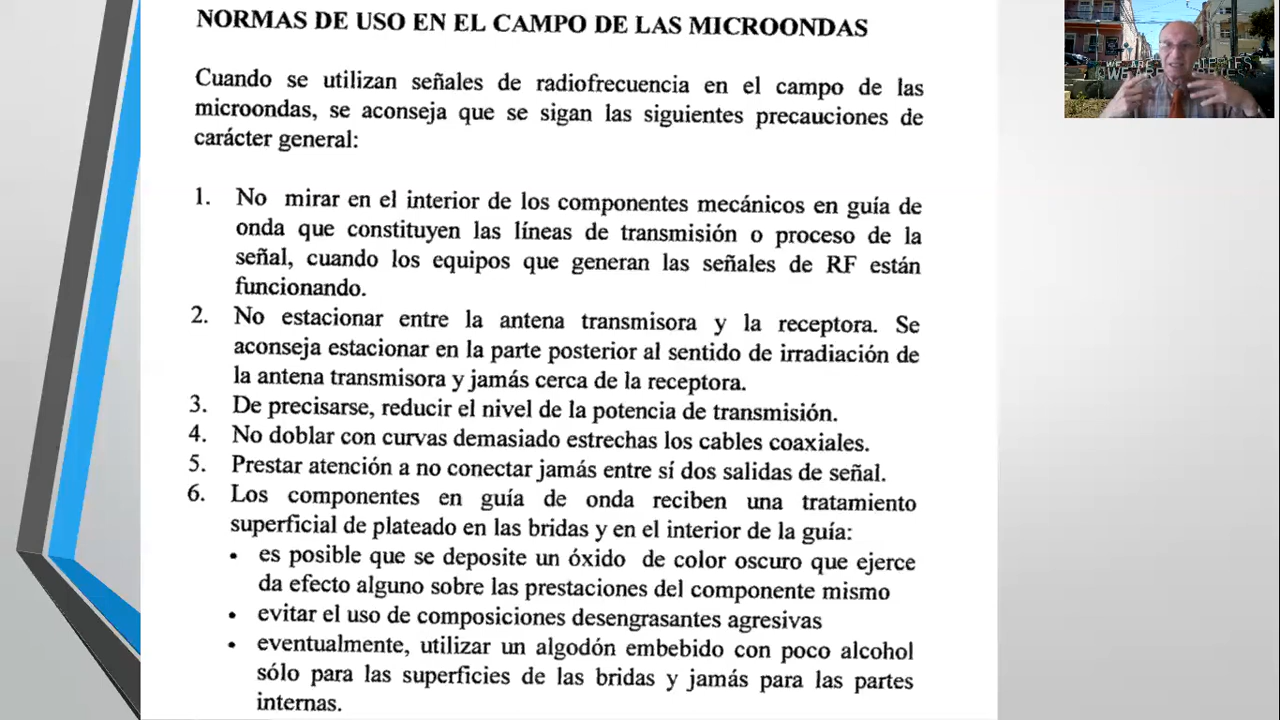 NORMAS DE USO EN EL CAMPO DE LAS MICROONDAS
Cuando se utilizan señales de radiofrecuencia en el campo de las
microondas, se aconseja que se sigan las siguientes precauciones de
carácter general:
1. No mirar en el interior de los componentes mecánicos en guía de
onda que constituyen las líneas de transmisión o proceso de la
señal, cuando los equipos que generan las señales de RF están
funcionando.
2. No estacionar entre la antena transmisora y la receptora. Se
aconseja estacionar en la parte posterior al sentido de irradiación de
la antena transmisora y jamás cerca de la receptora.
3. De precisarse, reducir el nivel de la potencia de transmisión.
4. No doblar con curvas demasiado estrechas los cables coaxiales.
5. Prestar atención a no conectar jamás entre sí dos salidas de señal.
6. Los componentes en guía de onda reciben una tratamiento
superficial de plateado en las bridas y en el interior de la guía:
• es posible que se deposite un óxido de color oscuro que ejerce
da efecto alguno sobre las prestaciones del componente mismo
• evitar el uso de composiciones desengrasantes agresivas
• eventualmente, utilizar un algodón embebido con poco alcohol
sólo para las superficies de las bridas y jamás para las partes
internas.
WE ARE
WE ARE